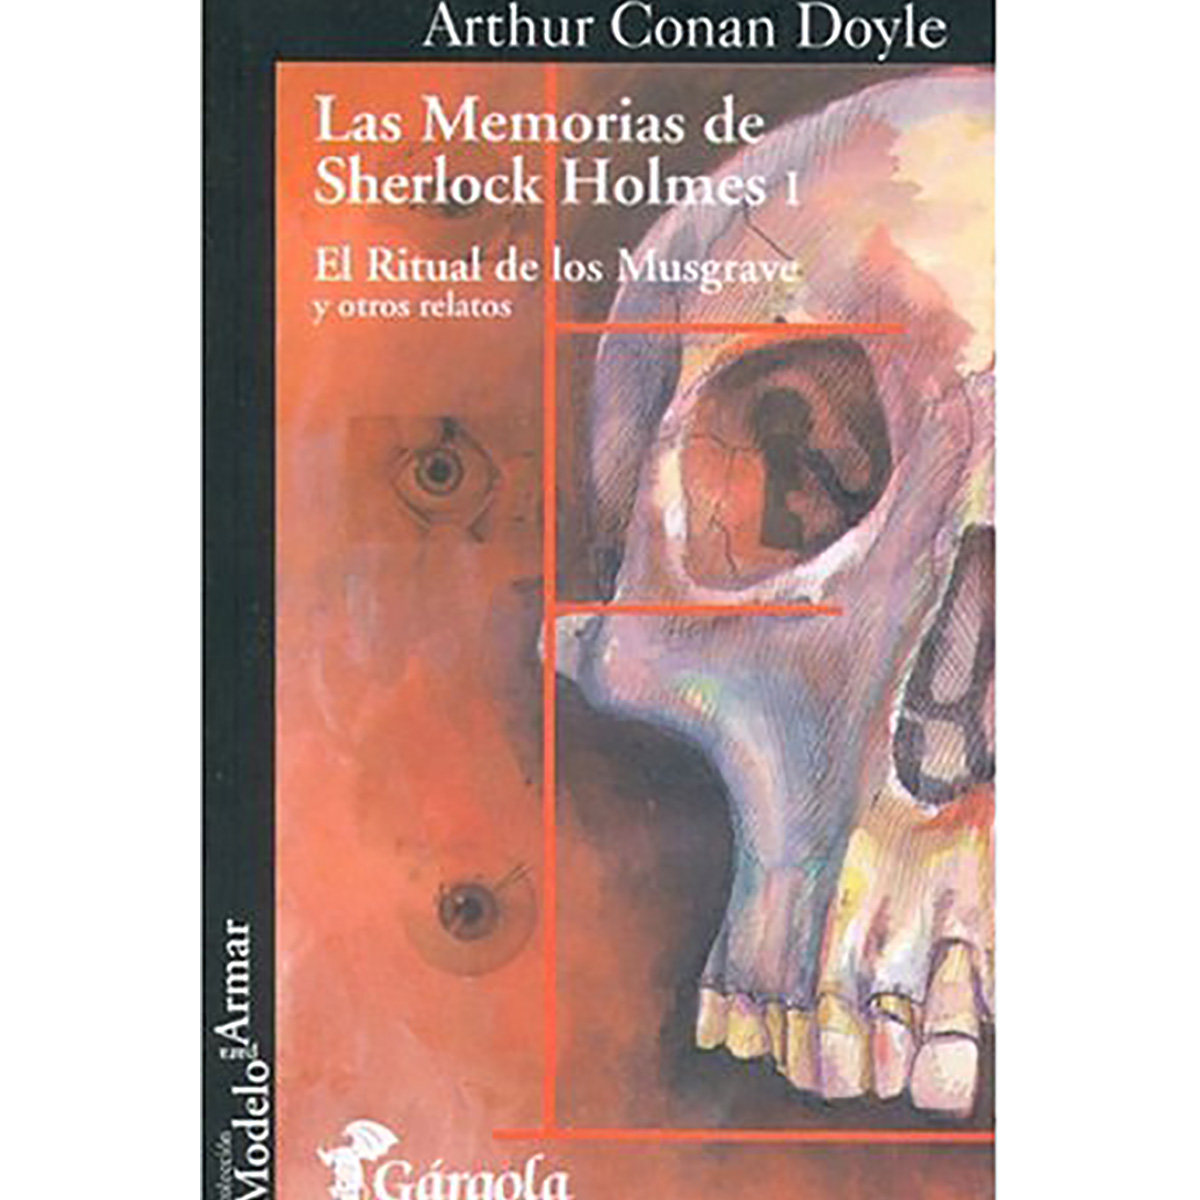 Arthur Conan Doyle
Las Memorias de
Sherlock Holmes I
El Ritual de los Musgrave
y otros relatos
colección
Modelo para Armar
Gárgola